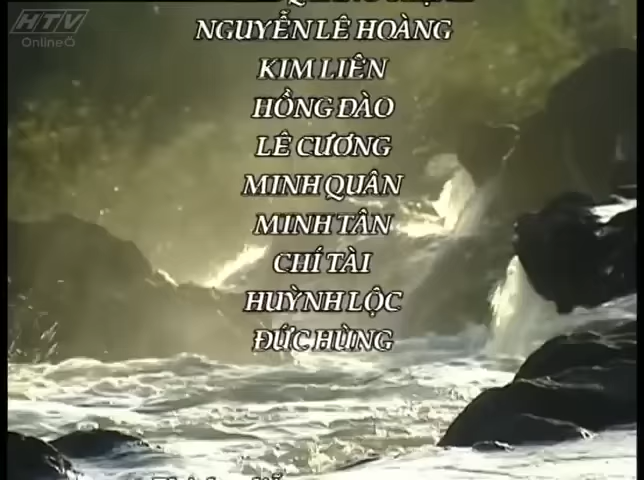 HTV
Online
NGUYỄN LÊ HOÀNG
KIM LIÊN
HỒNG ĐÀO
LÊ CƯƠNG
MINH QUÂN
MINH TÂN
CHÍ TÀI
HUỲNH LỘC
ĐỨC HÙNG